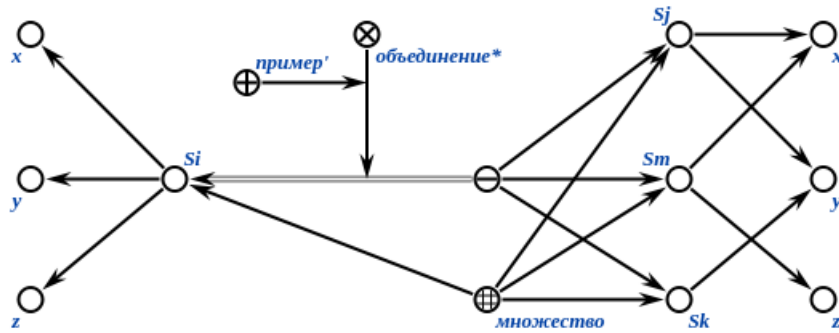 Sj
x
объединение*
пример'
x
Si
Sm
y
y
z
множество
Sk
z